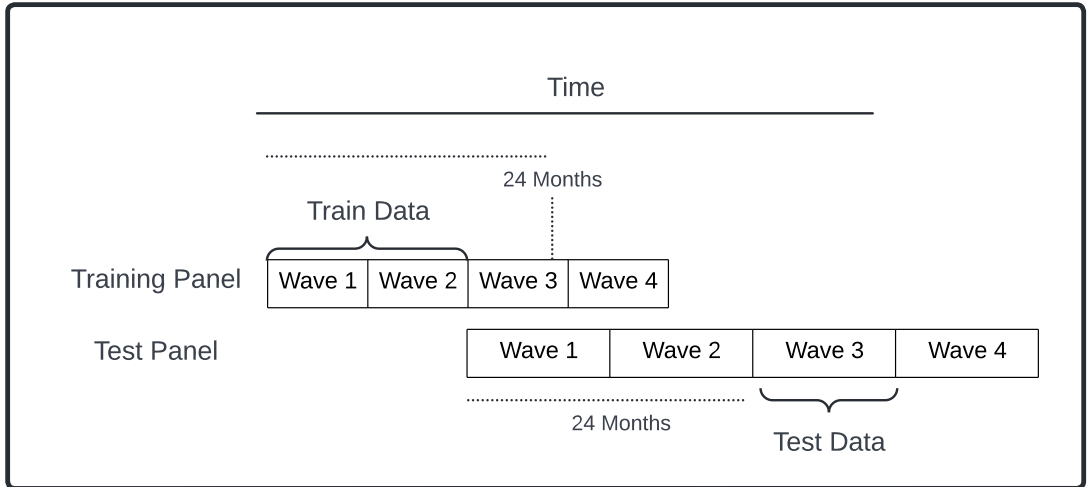 Time
24 Months
Train Data
Training Panel Wave 1 Wave 2 Wave 3 Wave 4
Test Panel Wave 1 Wave 2 Wave 3 Wave 4
24 Months
Test Data